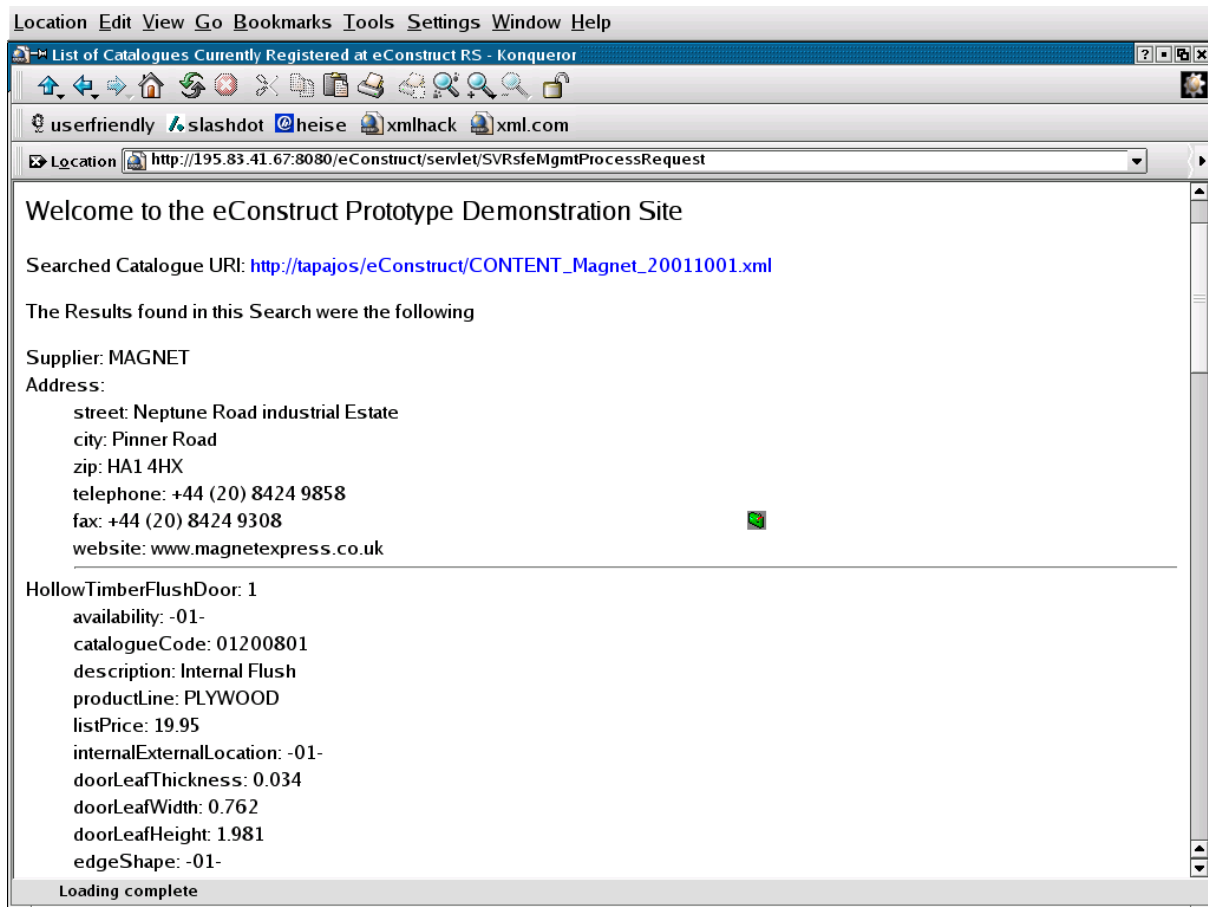 Location Edit View Go Bookmarks Tools Settings Window Help
List of Catalogues Currently Registered at eConstruct RS - Konqueror
userfriendly slashdot heise xmlhack xml.com
Location http://195.83.41.67:8080/eConstruct/servlet/SVRsfeMgmtProcessRequest
Welcome to the eConstruct Prototype Demonstration Site
Searched Catalogue URI: http://tapajos/eConstruct/CONTENT_Magnet_20011001.xml
The Results found in this Search were the following
Supplier: MAGNET
Address:
street: Neptune Road industrial Estate
city: Pinner Road
zip: HA1 4HX
telephone: +44 (20) 8424 9858
fax: +44 (20) 8424 9308
website: www.magnetexpress.co.uk
HollowTimberFlushDoor: 1
availability: -01-
catalogueCode: 01200801
description: Internal Flush
productLine: PLYWOOD
listPrice: 19.95
internalExternalLocation: -01-
doorLeafThickness: 0.034
doorLeafWidth: 0.762
doorLeafHeight: 1.981
edgeShape: -01-
Loading complete